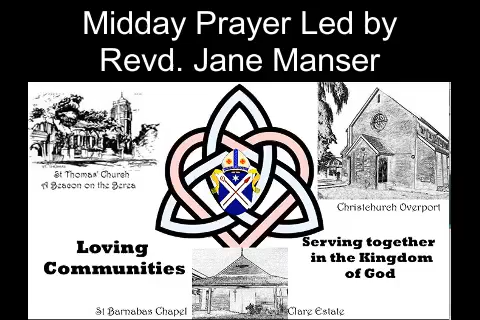 Midday Prayer Led by
Revd. Jane Manser
St Thomas' Church
A Beacon on the Berea
Christchurch Overport
Loving
Communities
Serving together
in the Kingdom
of God
St Barnabas Chapel
Clare Estate